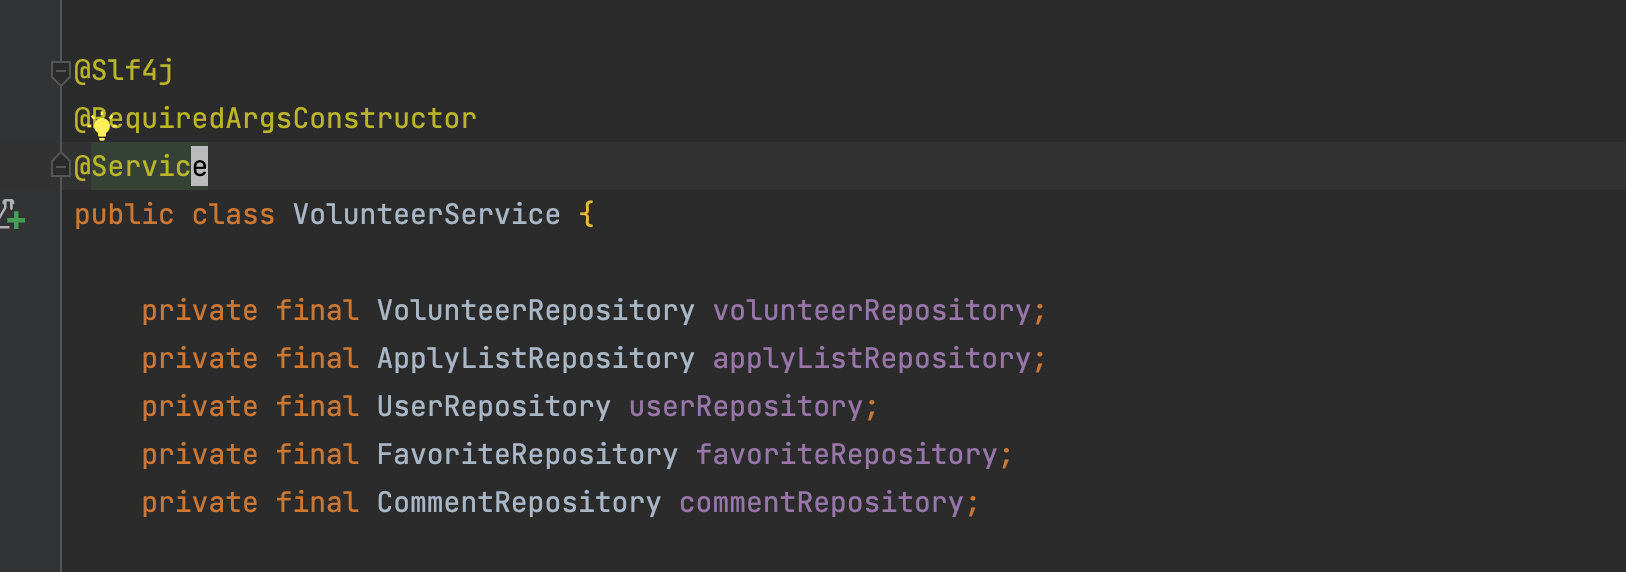 @Slf4j
@RequiredArgsConstructor
@Service
public class VolunteerService {
private final VolunteerRepository volunteerRepository;
private final ApplyListRepository applyListRepository;
private final UserRepository userRepository;
private final FavoriteRepository favoriteRepository;
private final CommentRepository commentRepository;